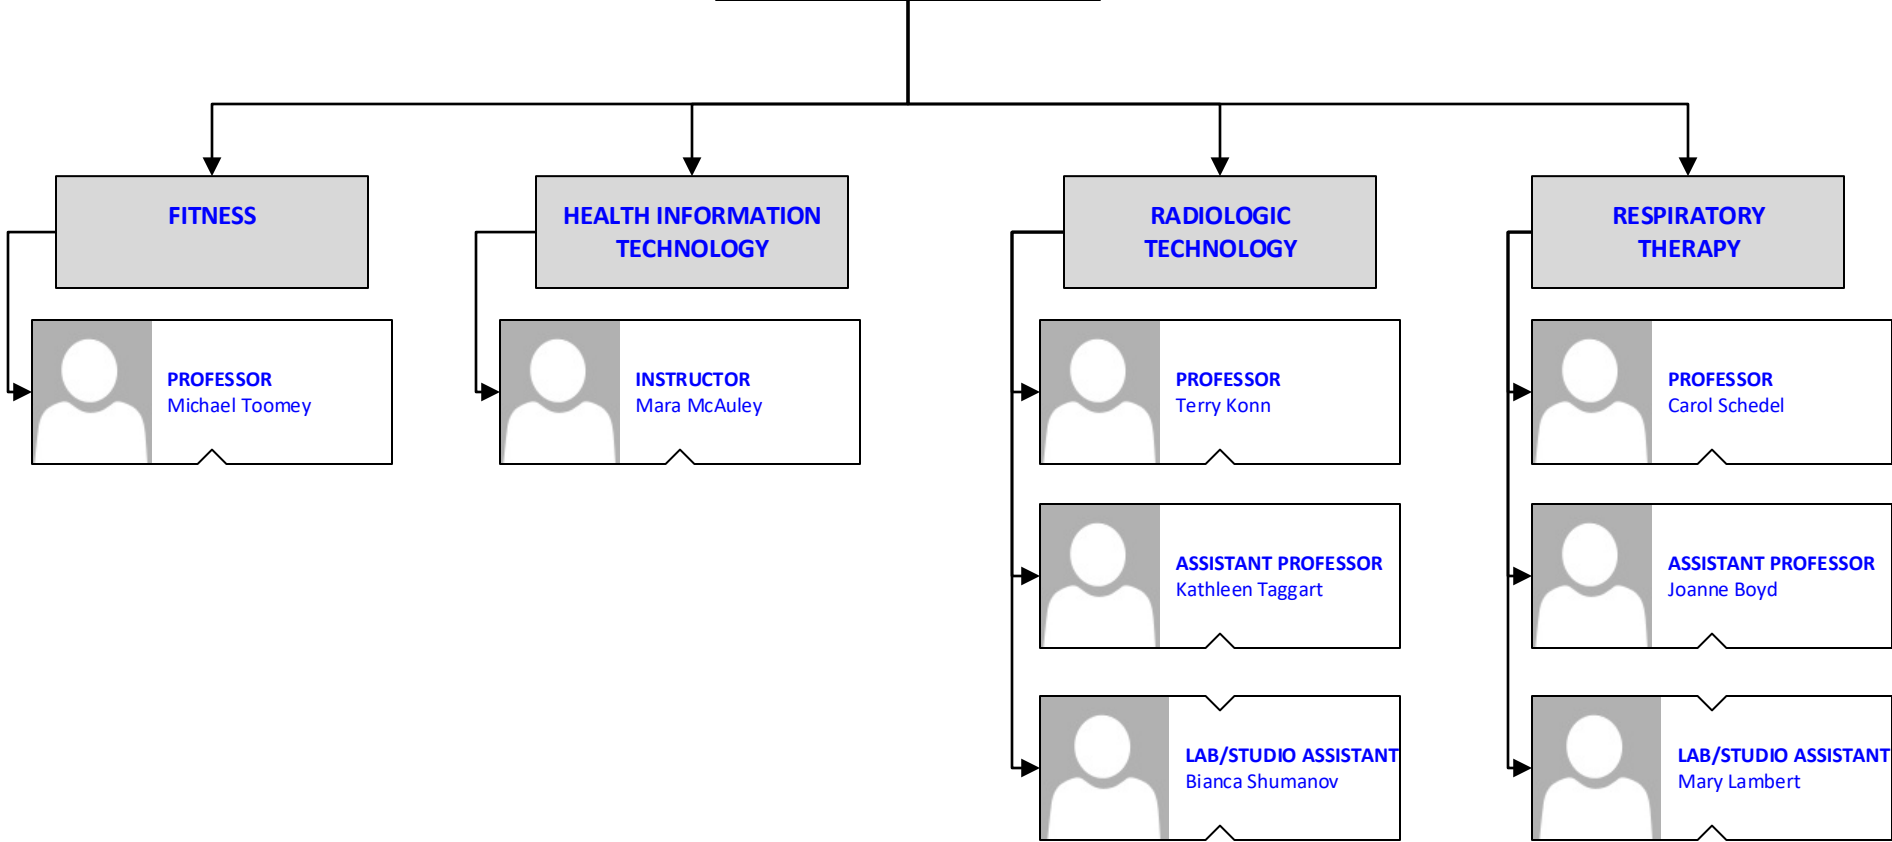 FITNESS
HEALTH INFORMATION
TECHNOLOGY
RADIOLOGIC
TECHNOLOGY
RESPIRATORY
THERAPY
PROFESSOR
Michael Toomey
INSTRUCTOR
Mara McAuley
PROFESSOR
Terry Konn
PROFESSOR
Carol Schedel
ASSISTANT PROFESSOR
Kathleen Taggart
ASSISTANT PROFESSOR
Joanne Boyd
LAB/STUDIO ASSISTANT
Bianca Shumanov
LAB/STUDIO ASSISTANT
Mary Lambert